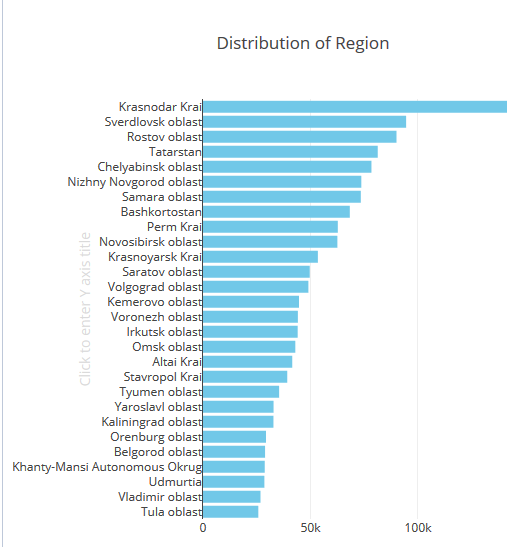 Distribution of Region
Krasnodar Krai
Sverdlovsk oblast
Rostov oblast
Tatarstan
Chelyabinsk oblast
Nizhny Novgorod oblast
Samara oblast
Bashkortostan
Perm Krai
Novosibirsk oblast
Krasnoyarsk Krai
Saratov oblast
Volgograd oblast
Kemerovo oblast
Voronezh oblast
Irkutsk oblast
Omsk oblast
Altai Krai
Stavropol Krai
Tyumen oblast
Yaroslavl oblast
Kaliningrad oblast
Orenburg oblast
Belgorod oblast
Khanty-Mansi Autonomous Okrug
Udmurtia
Vladimir oblast
Tula oblast
Click to enter Y axis title
0 50k 100k